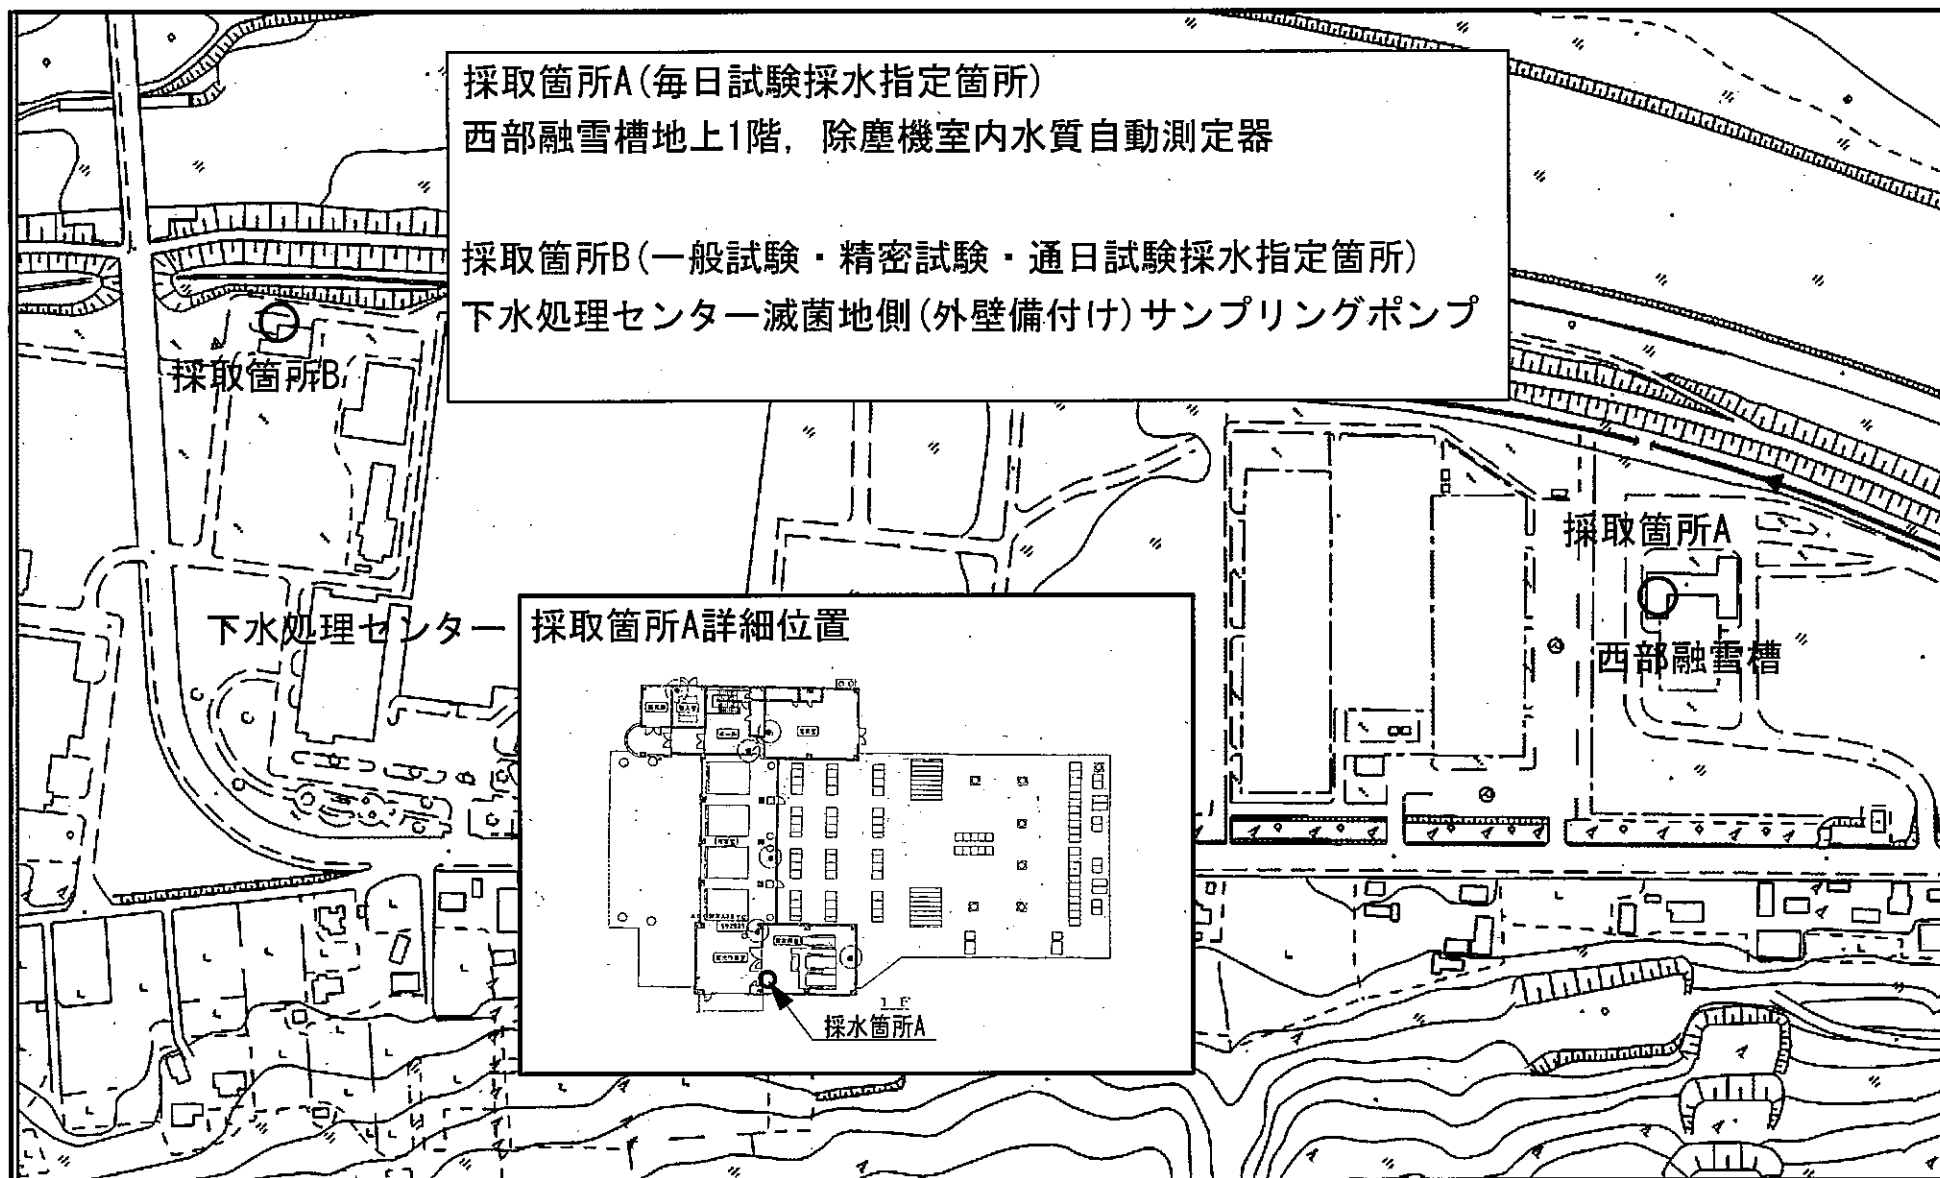 採取箇所A(毎日試験採水指定箇所)
西部融雪槽地上1階, 除塵機室内水質自動測定器
採取箇所B(一般試験・精密試験・通日試験採水指定箇所)
下水処理センター滅菌地側(外壁備付け)サンプリングポンプ
採取箇所B
採取箇所A
西部融雪槽
下水処理センター
採取箇所A詳細位置
1F
採水箇所A